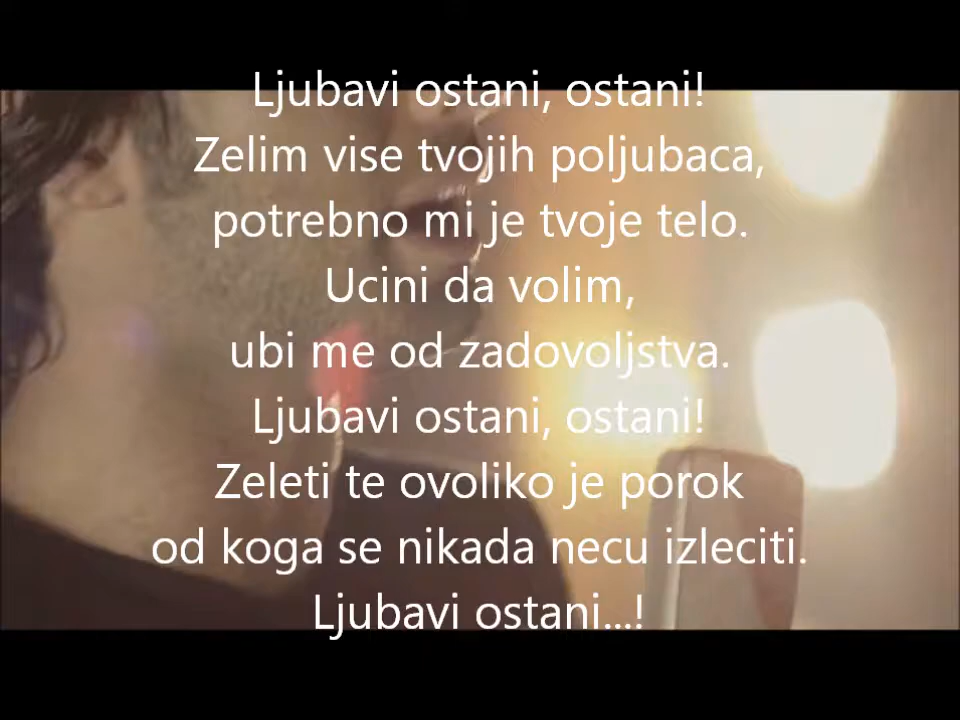 Ljubavi ostani, ostani!
Zelim vise tvojih poljubaca,
potrebno mi je tvoje telo.
Ucini da volim,
ubi me od zadovoljstva.
Ljubavi ostani, ostani!
Zeleti te ovoliko je porok
od koga se nikada necu izleciti.
Ljubavi ostani...!